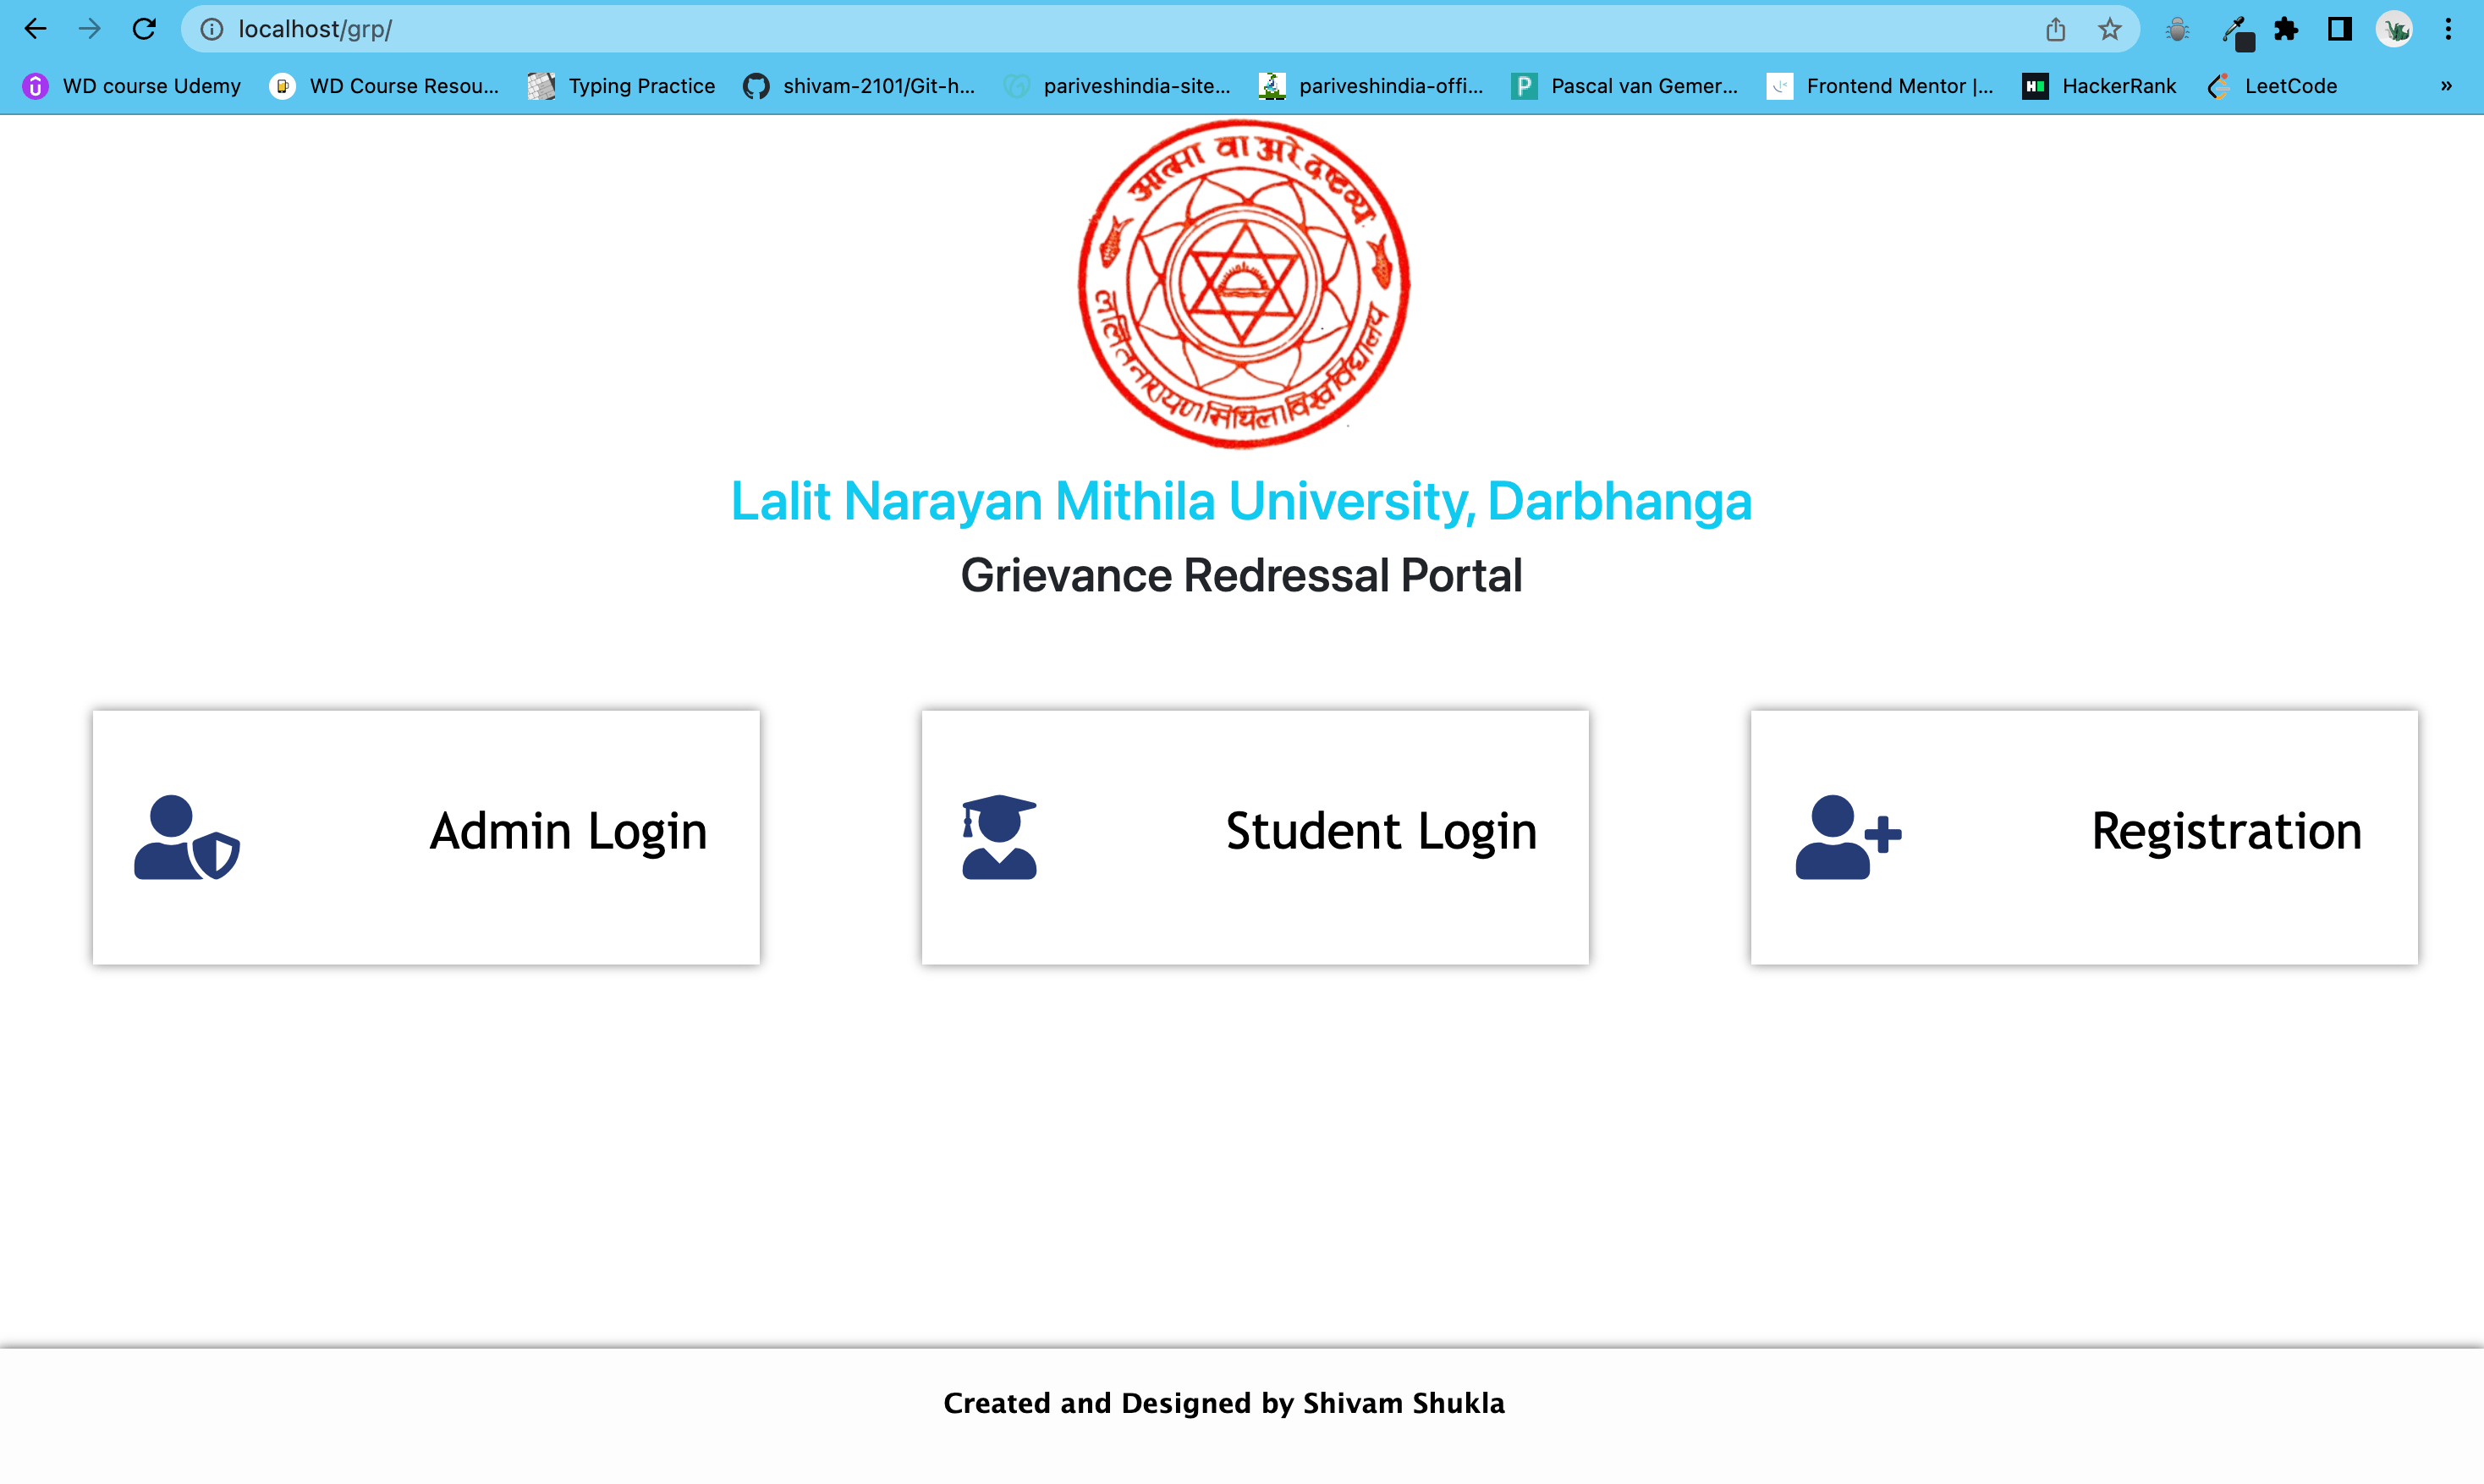 localhost/grp/
WD course Udemy WD Course Resou... Typing Practice shivam-2101/Git-h... pariveshindia-site... pariveshindia-offi... Pascal van Gemer... Frontend Mentor |... HackerRank LeetCode »
आत्मा वा अरे द्रष्टव्य
ललित नारायण मिथिला विश्वविद्यालय
Lalit Narayan Mithila University, Darbhanga
Grievance Redressal Portal
Admin Login Student Login Registration
Created and Designed by Shivam Shukla